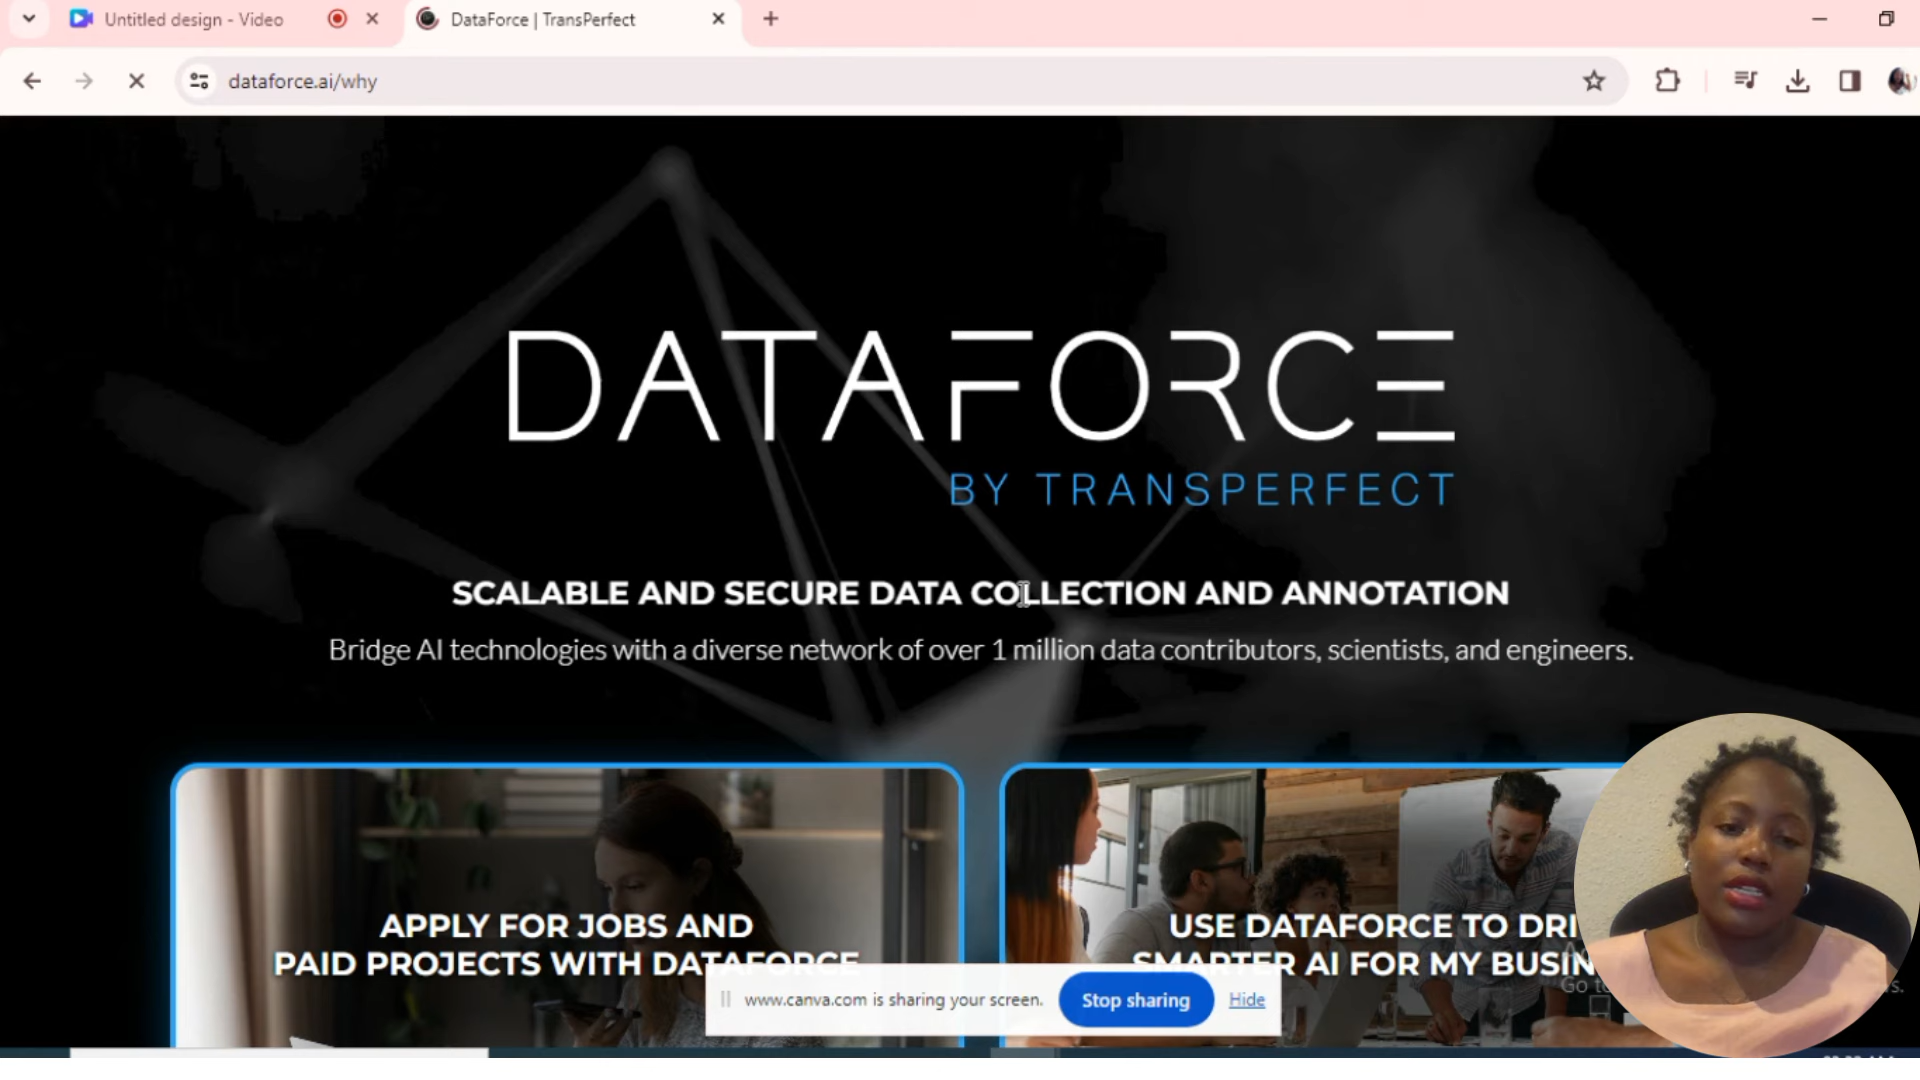 Untitled design - Video
DataForce | TransPerfect
dataforce.ai/why
DATAFORCE
BY TRANSPERFECT
SCALABLE AND SECURE DATA COLLECTION AND ANNOTATION
Bridge AI technologies with a diverse network of over 1 million data contributors, scientists, and engineers.
APPLY FOR JOBS AND
PAID PROJECTS WITH DATAFORCE
USE DATAFORCE TO DRI
SMARTER AI FOR MY BUSIN
Go t
s.
www.canva.com is sharing your screen.
Stop sharing
Hide